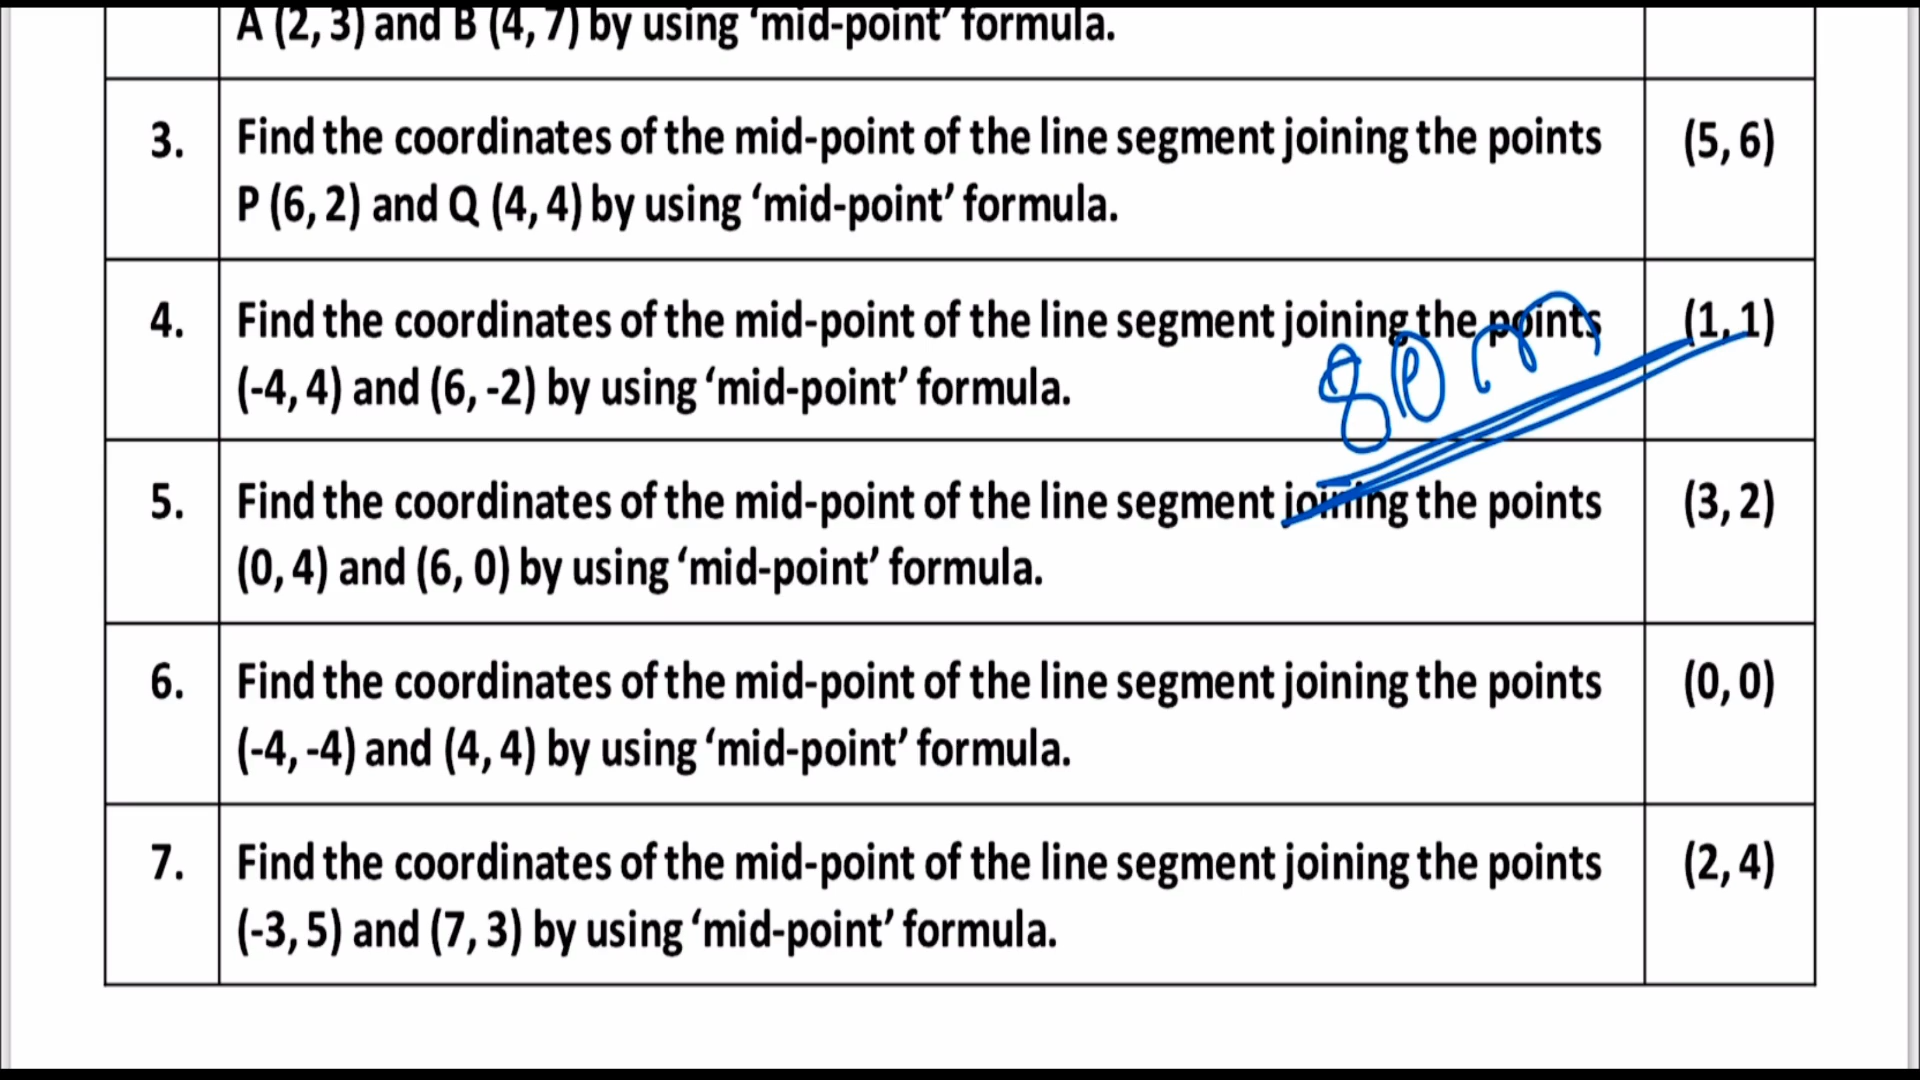 A (2, 3) and B (4, 7) by using ‘mid-point’ formula.
3. Find the coordinates of the mid-point of the line segment joining the points (5, 6)
P (6, 2) and Q (4, 4) by using ‘mid-point’ formula.
4. Find the coordinates of the mid-point of the line segment joining the points (1, 1)
(-4, 4) and (6, -2) by using ‘mid-point’ formula.
80 m
5. Find the coordinates of the mid-point of the line segment joining the points (3, 2)
(0, 4) and (6, 0) by using ‘mid-point’ formula.
6. Find the coordinates of the mid-point of the line segment joining the points (0, 0)
(-4, -4) and (4, 4) by using ‘mid-point’ formula.
7. Find the coordinates of the mid-point of the line segment joining the points (2, 4)
(-3, 5) and (7, 3) by using ‘mid-point’ formula.